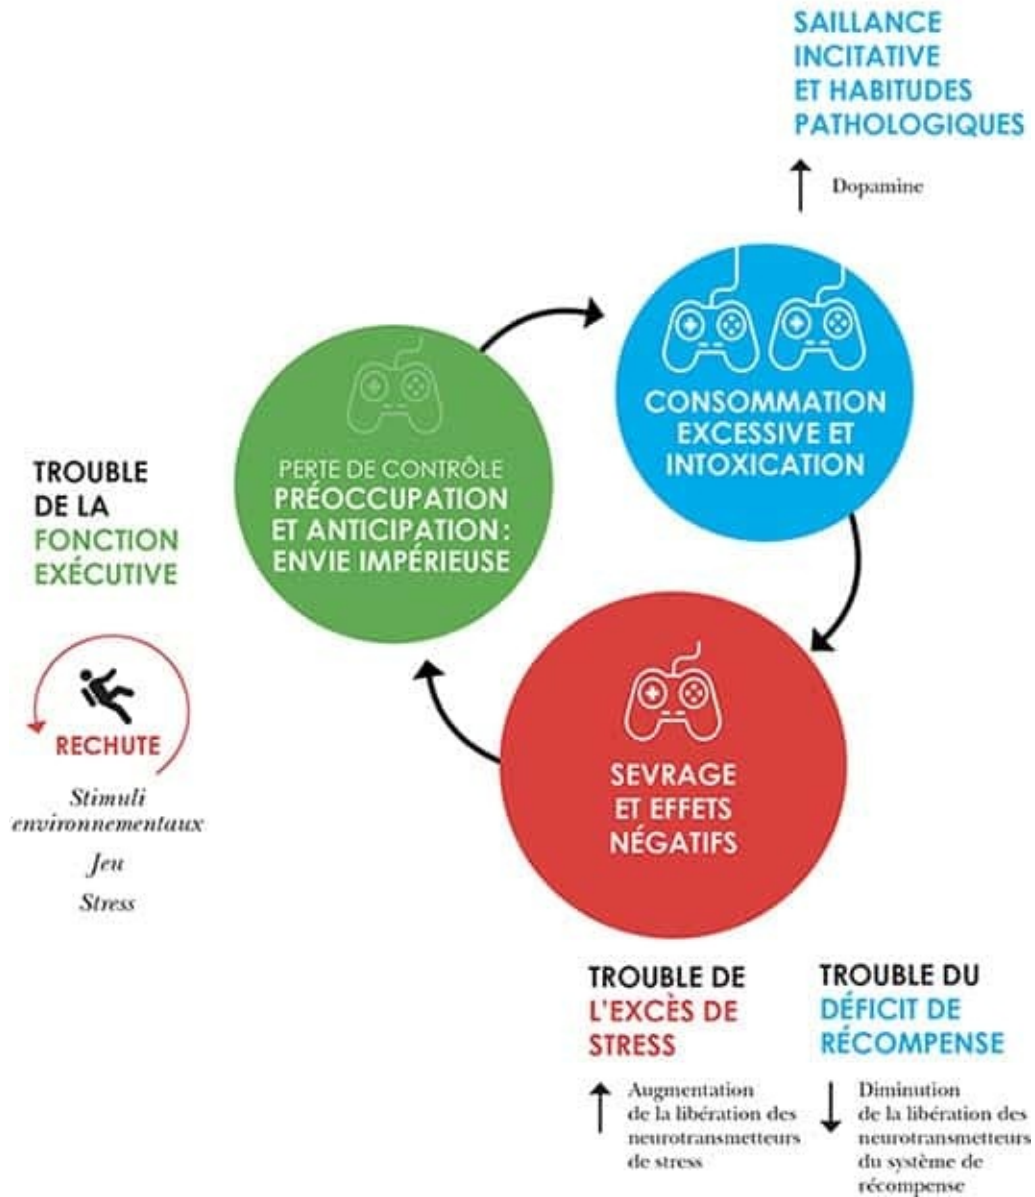 SAILLANCE
INCITATIVE
ET HABITUDES
PATHOLOGIQUES
Dopamine
CONSOMMATION
EXCESSIVE ET
INTOXICATION
PERTE DE CONTRÔLE
PRÉOCCUPATION
ET ANTICIPATION :
ENVIE IMPÉRIEUSE
TROUBLE
DE LA
FONCTION
EXÉCUTIVE
RECHUTE
Stimuli
environnementaux
Jeu
Stress
SEVRAGE
ET EFFETS
NÉGATIFS
TROUBLE DE
L'EXCÈS DE
STRESS
Augmentation
de la libération des
neurotransmetteurs
de stress
TROUBLE DU
DÉFICIT DE
RÉCOMPENSE
Diminution
de la libération des
neurotransmetteurs
du système de
récompense